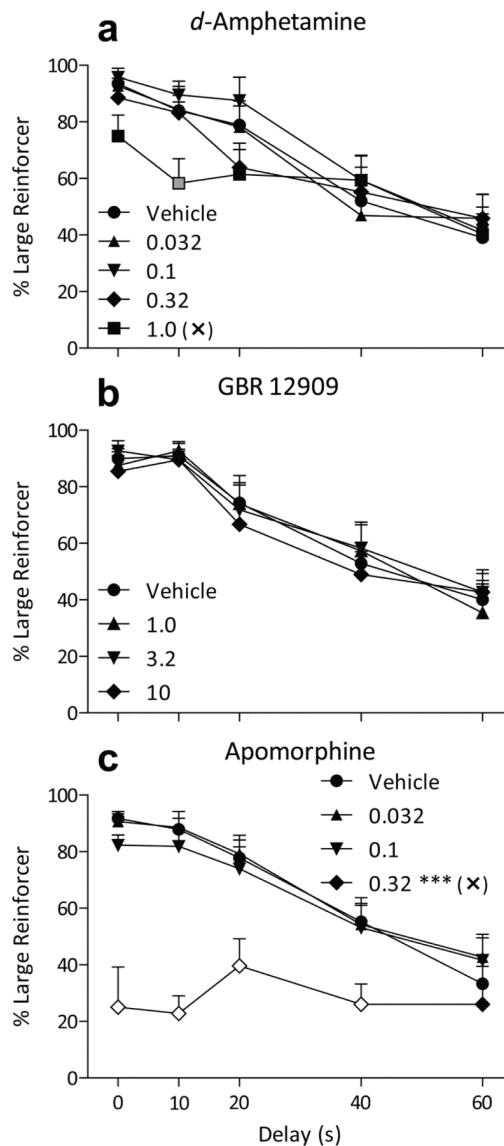 a
d-Amphetamine
100
80
60
40
20
0
% Large Reinforcer
Vehicle
0.032
0.1
0.32
1.0 (×)
b
GBR 12909
100
80
60
40
20
0
% Large Reinforcer
Vehicle
1.0
3.2
10
c
Apomorphine
100
80
60
40
20
0
% Large Reinforcer
Vehicle
0.032
0.1
0.32 *** (×)
0 10 20 40 60
Delay (s)